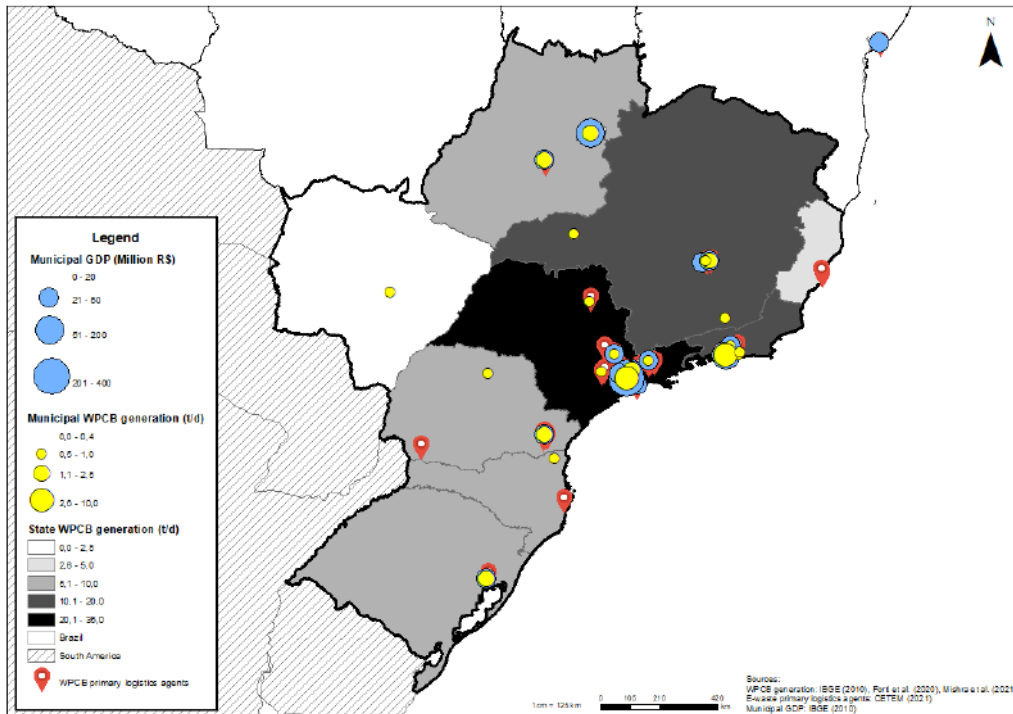 N
Legend
Municipal GDP (Million R$)
0 - 20
21 - 50
51 - 200
201 - 400
Municipal WPCB generation (t/d)
0,0 - 0,4
0,5 - 1,0
1,1 - 2,5
2,6 - 10,0
State WPCB generation (t/d)
0,0 - 2,5
2,6 - 5,0
5,1 - 10,0
10,1 - 20,0
20,1 - 35,0
Brazil
South America
WPCB primary logistics agents
1 cm = 125 km
0 105 210 420
km
Sources:
WPCB generation: IBGE (2010), Forti et al. (2020), Mishra et al. (2021
E-waste primary logistics agents: CETEM (2021)
Municipal GDP: IBGE (2010)